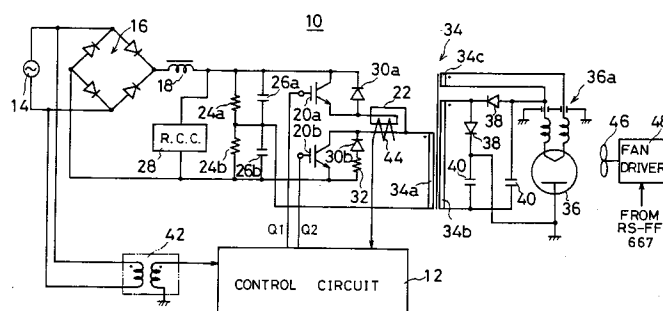 10
16
14
18
24a
26a
20a
30a
22
34
34c
36a
46
48
R.C.C.
28
20b
24b
26b
30b
44
32
38
38
34a
40
34b
40
36
FAN
DRIVER
FROM
RS-FF
667
42
Q1
Q2
CONTROL CIRCUIT
12